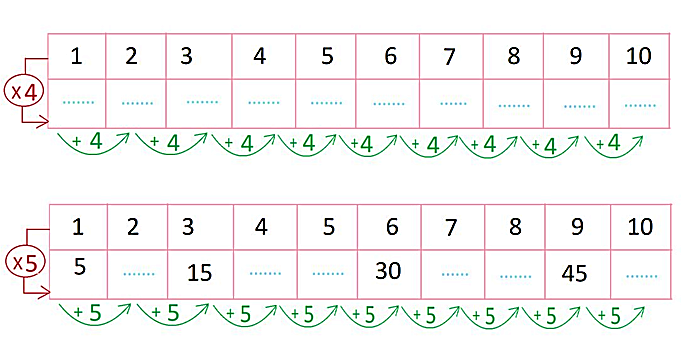 1 2 3 4 5 6 7 8 9 10
x4
....... ....... ....... ....... ....... ....... ....... ....... ....... .......
+ 4 + 4 + 4 + 4 + 4 + 4 + 4 + 4 + 4
1 2 3 4 5 6 7 8 9 10
x5
5 ....... 15 ....... ....... 30 ...... ....... 45 .......
+ 5 + 5 + 5 + 5 + 5 + 5 + 5 + 5 + 5